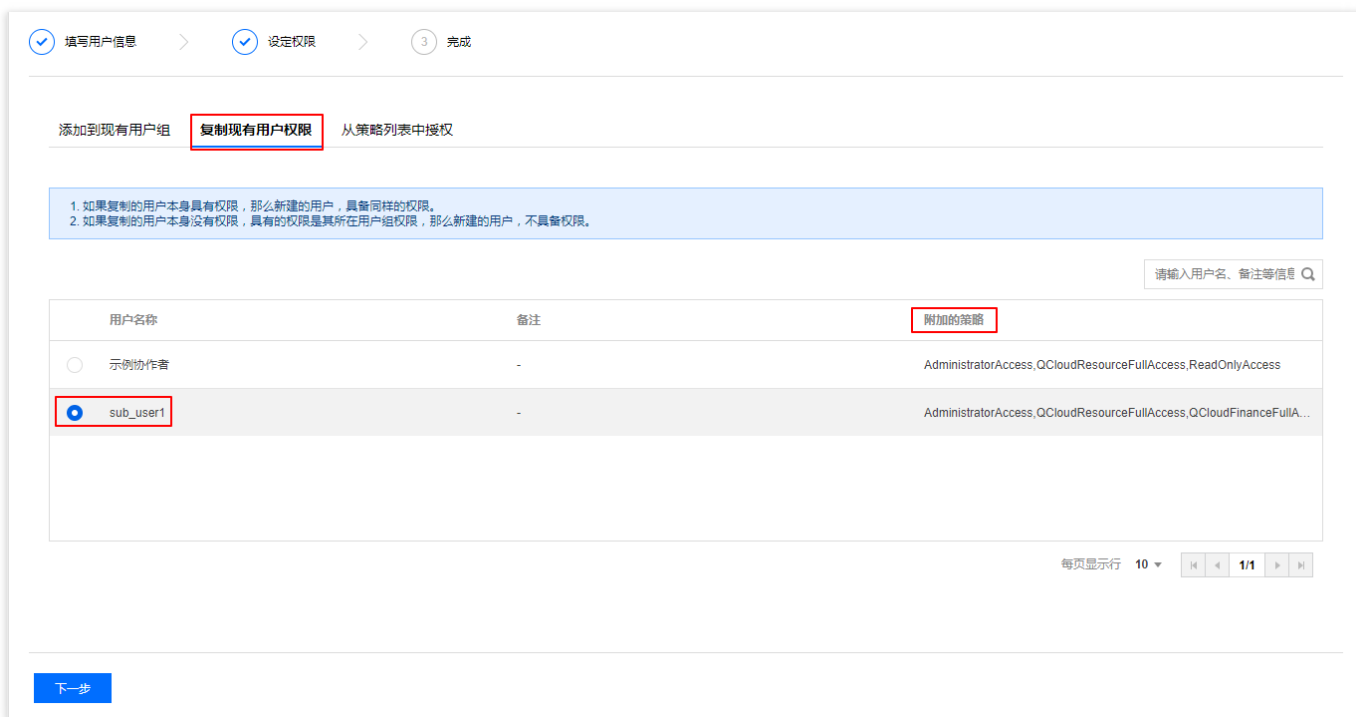 填写用户信息 设定权限 3 完成
添加到现有用户组 复制现有用户权限 从策略列表中授权
1. 如果复制的用户本身具有权限，那么新建的用户，具备同样的权限。
2. 如果复制的用户本身没有权限，具有的权限是其所在用户组权限，那么新建的用户，不具备权限。
请输入用户名、备注等信息
用户名称 备注 附加的策略
示例协作者 - AdministratorAccess,QCloudResourceFullAccess,ReadOnlyAccess
sub_user1 - AdministratorAccess,QCloudResourceFullAccess,QCloudFinanceFullA...
每页显示行 10 1/1
下一步